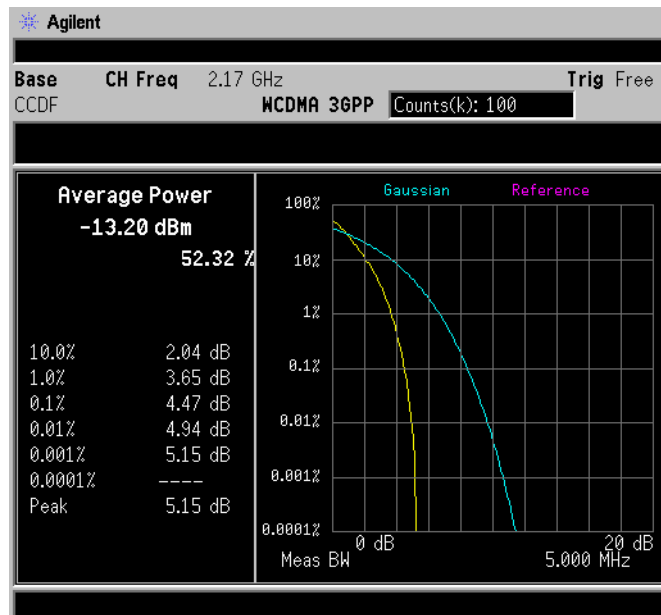 Agilent
Base CH Freq 2.17 GHz Trig Free
CCDF WCDMA 3GPP Counts(k): 100
Average Power
-13.20 dBm
52.32 %
10.0% 2.04 dB
1.0% 3.65 dB
0.1% 4.47 dB
0.01% 4.94 dB
0.001% 5.15 dB
0.0001% ----
Peak 5.15 dB
Gaussian Reference
100%
10%
1%
0.1%
0.01%
0.001%
0.0001%
0 dB 20 dB
Meas BW 5.000 MHz